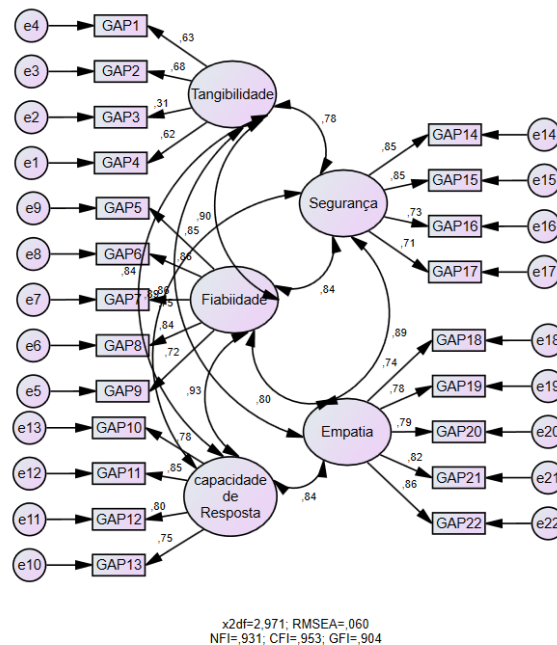 e4 GAP1
,63
e3 GAP2
,68
Tangibilidade
e2 GAP3
,31
,78
e1 GAP4
,62
GAP14 e14
,85
e9 GAP5
,85 GAP15 e15
Segurança
,90
,73 GAP16 e16
,85
e8 GAP6
,86
,71
GAP17 e17
,84
e7 GAP7
Fiabiidade
,84
e6 GAP8
,84
,89
GAP18 e18
,72
,74
e5 GAP9
,93
,80
,78 GAP19 e19
e13 GAP10
Empatia
,79 GAP20 e20
,78
e12 GAP11
,85
,82
GAP21 e21
capacidade
de
Resposta
,84
,86
e11 GAP12
,80
GAP22 e22
,75
e10 GAP13
x2df=2,971; RMSEA=,060
NFI=,931; CFI=,953; GFI=,904